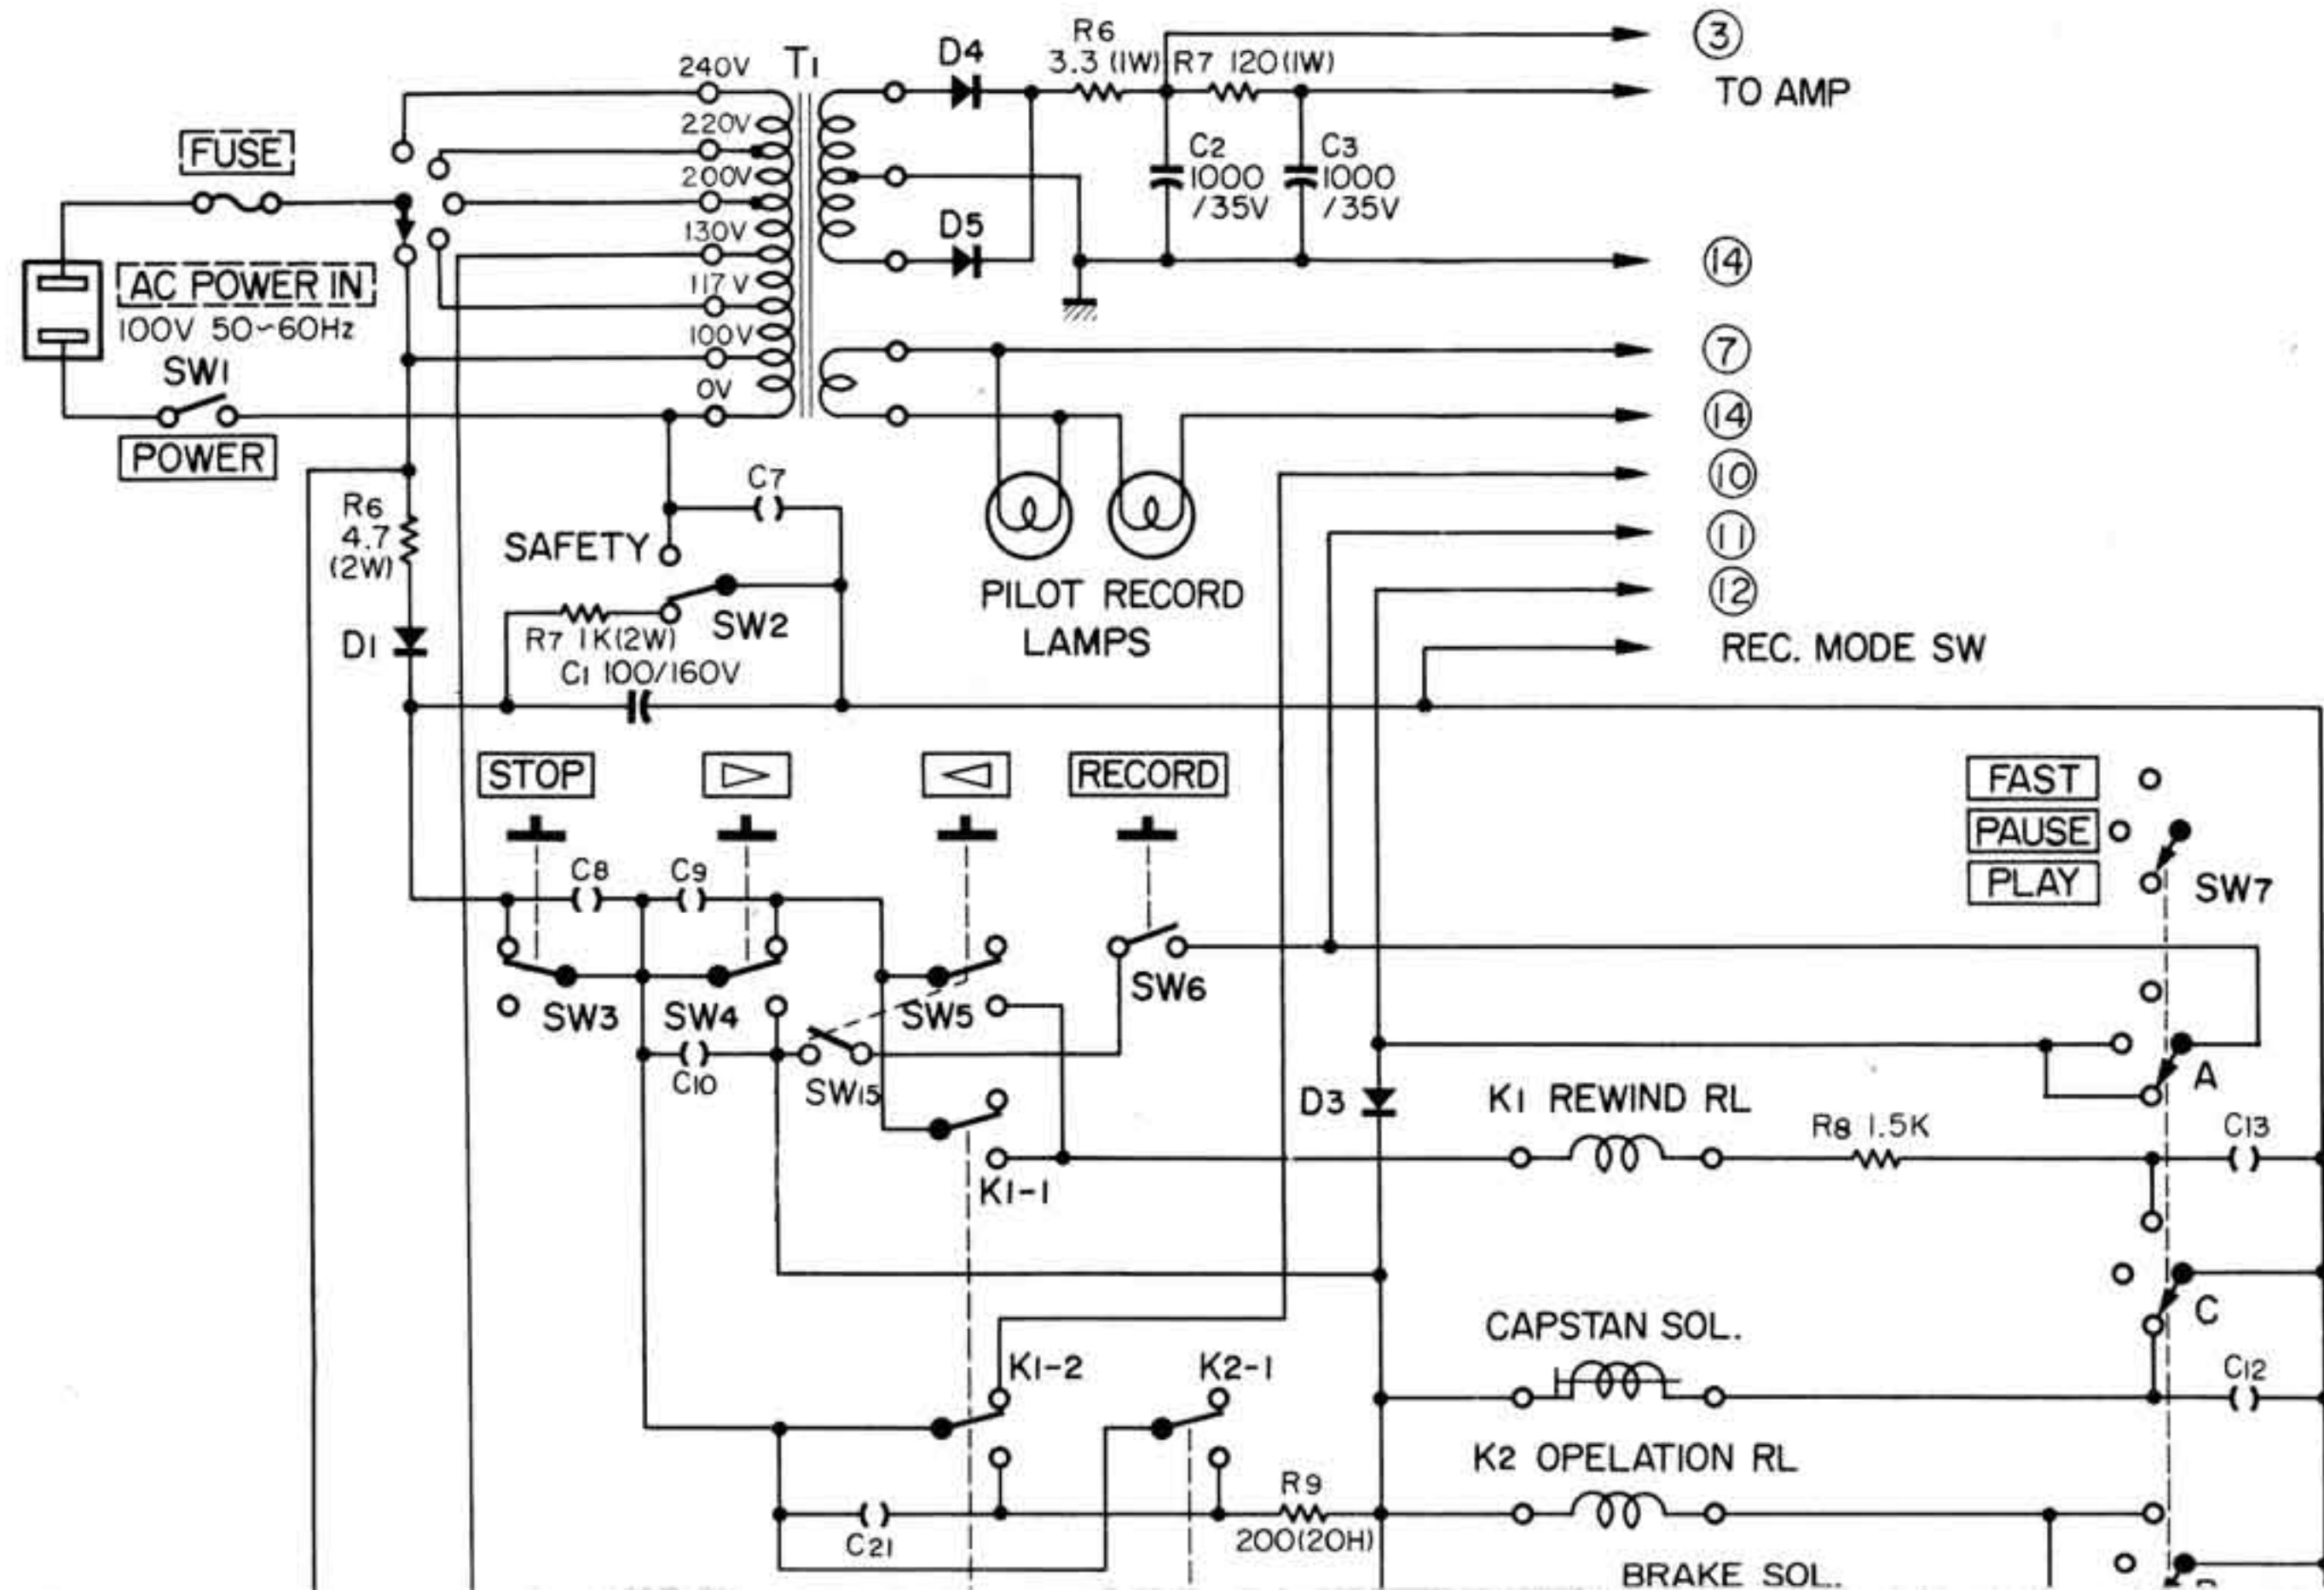 R6
3.3 (1W) R7 120(1W)
3
TO AMP
D4
T1
240V
220V
200V
130V
117V
100V
0V
C2
1000
/35V
C3
1000
/35V
D5
FUSE
AC POWER IN
100V 50~60Hz
SW1
POWER
14
7
14
10
11
12
REC. MODE SW
R6
4.7
(2W)
C7
SAFETY
SW2
R7 1K(2W)
C1 100/160V
D1
PILOT RECORD
LAMPS
STOP
RECORD
FAST
PAUSE
PLAY
SW7
C8
C9
SW3
SW4
SW5
SW6
C10
SW15
A
D3
K1 REWIND RL
R8 1.5K
C13
K1-1
C
CAPSTAN SOL.
C12
K1-2
K2-1
K2 OPELATION RL
R9
200(20H)
C21
BRAKE SOL.